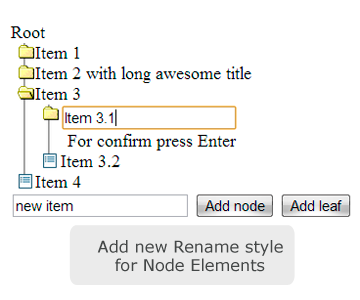 Root
Item 1
Item 2 with long awesome title
Item 3
Item 3.1
For confirm press Enter
Item 3.2
Item 4
new item Add node Add leaf
Add new Rename style
for Node Elements